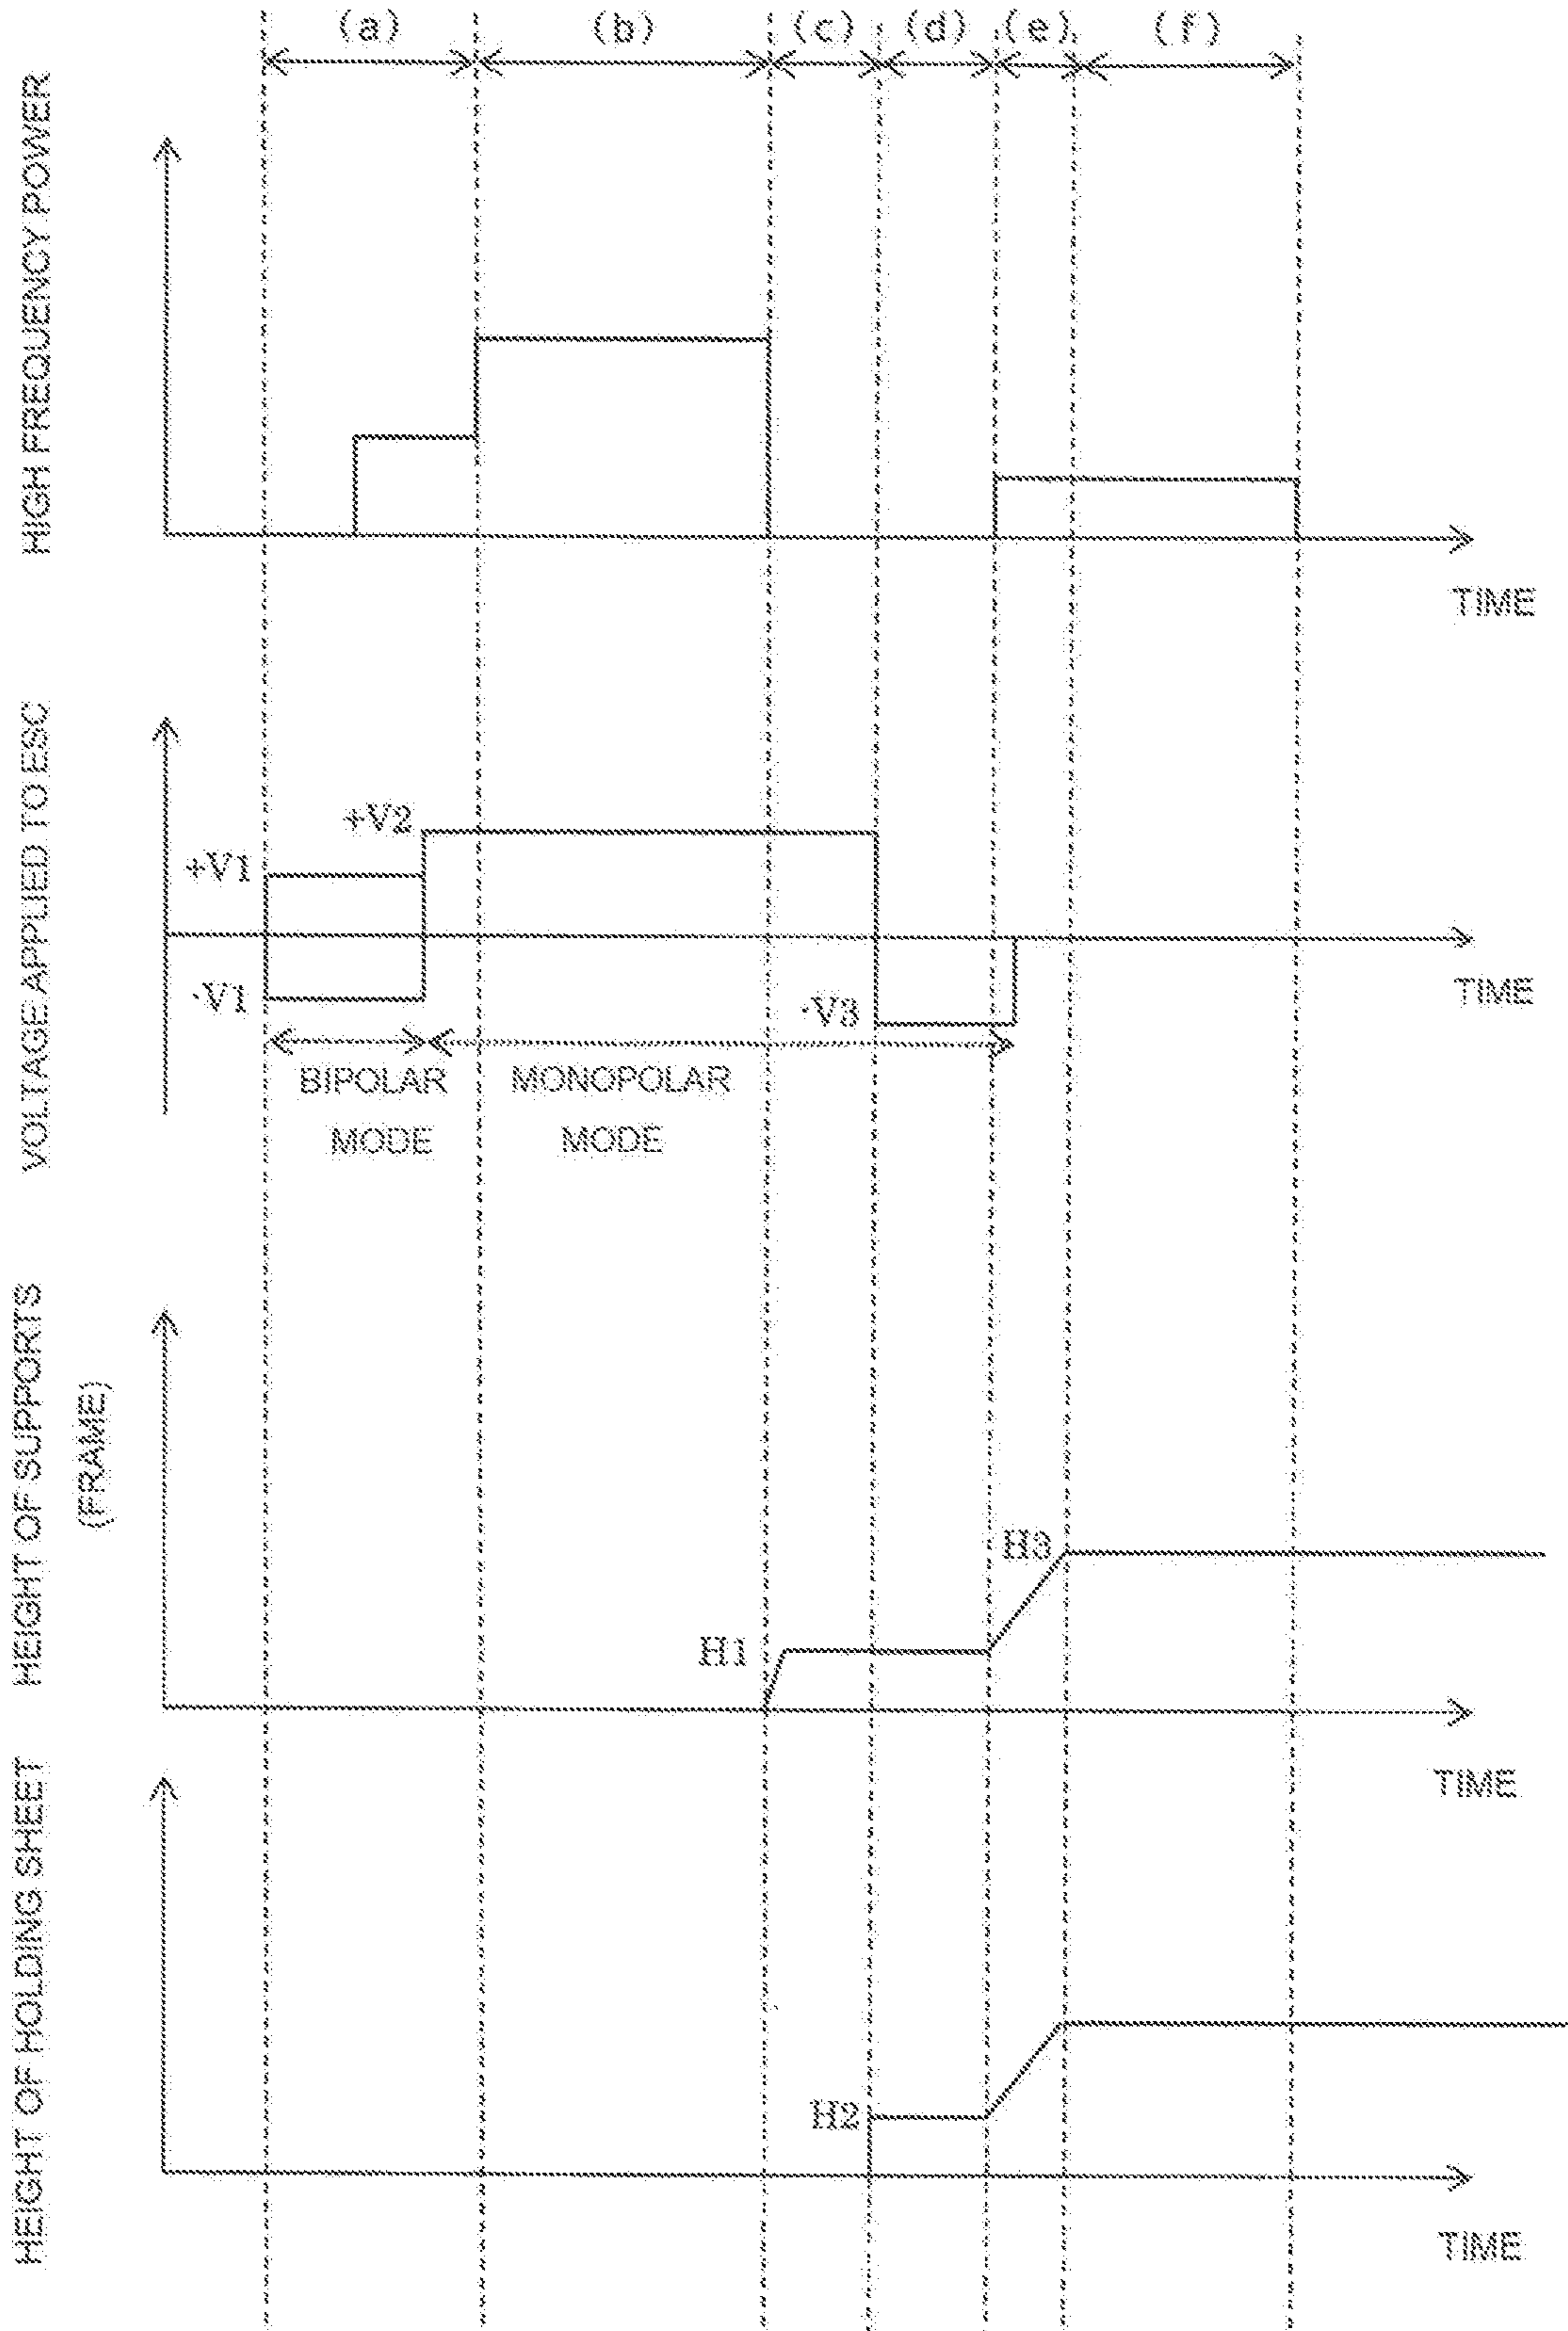 (a)
(b)
(c)
(d)
(e)
(f)
HIGH FREQUENCY POWER
TIME
VOLTAGE APPLIED TO ESC
+V2
+V1
-V1
-V3
TIME
BIPOLAR
MODE
MONOPOLAR
MODE
HEIGHT OF SUPPORTS
(FRAME)
H3
H1
TIME
HEIGHT OF HOLDING SHEET
H2
TIME